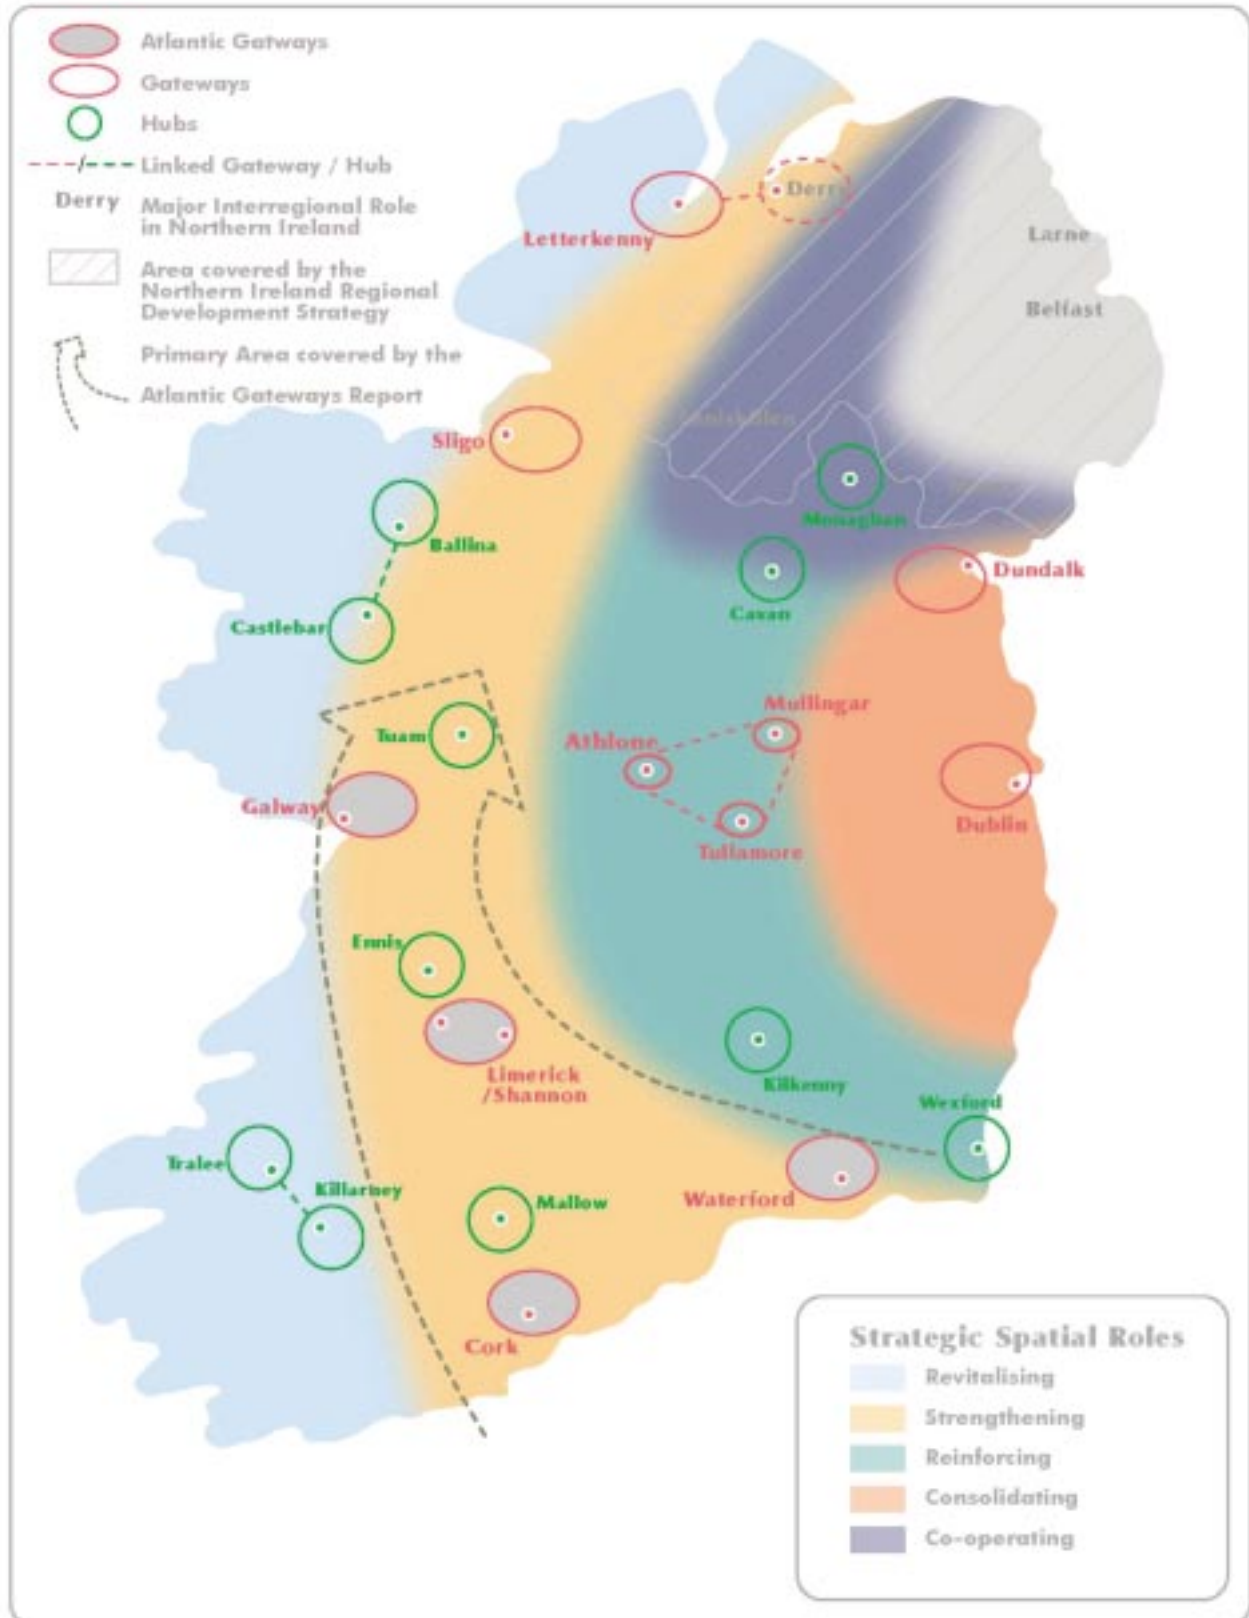 Atlantic Gatways
Gateways
Hubs
Linked Gateway / Hub
Derry
Major Interregional Role
in Northern Ireland
Area covered by the
Northern Ireland Regional
Development Strategy
Primary Area covered by the
Atlantic Gateways Report
Derry
Letterkenny
Larne
Belfast
Sligo
Monaghan
Ballina
Dundalk
Cavan
Castlebar
Mullingar
Tuam
Athlone
Galway
Dublin
Tullamore
Ennis
Limerick
/Shannon
Kilkenny
Wexford
Tralee
Killarney
Mallow
Waterford
Cork
Strategic Spatial Roles
Revitalising
Strengthening
Reinforcing
Consolidating
Co-operating